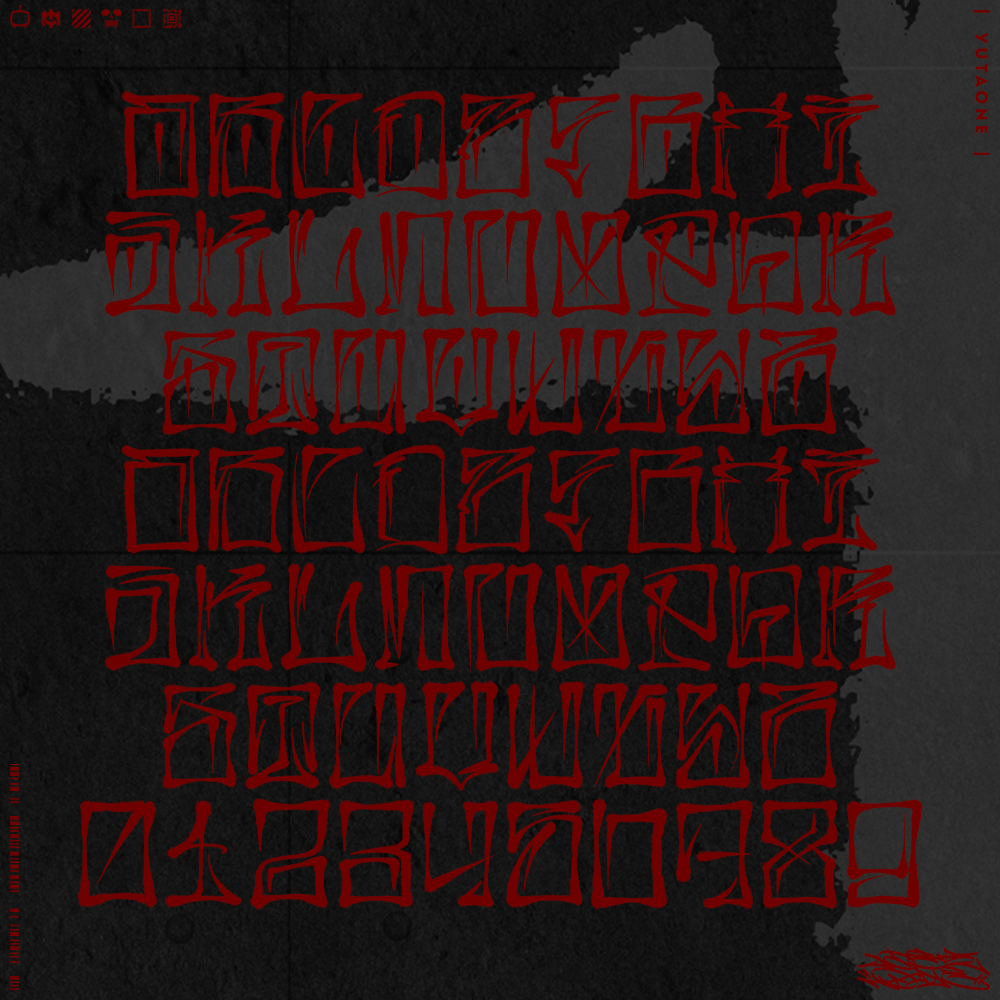 | YUTAONE |
ABCDEFGHI
JKLMNOPQR
STUVWXYZ
ABCDEFGHI
JKLMNOPQR
STUVWXYZ
0123456789